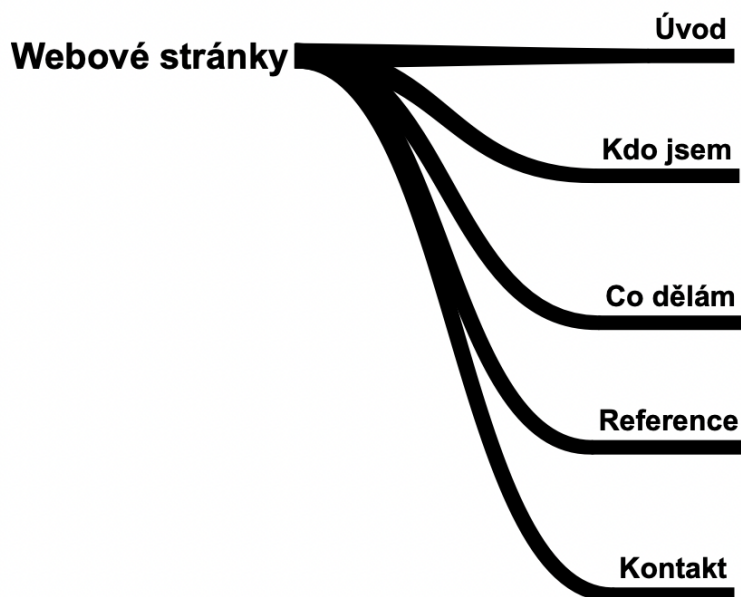 Úvod
Webové stránky
Kdo jsem
Co dělám
Reference
Kontakt